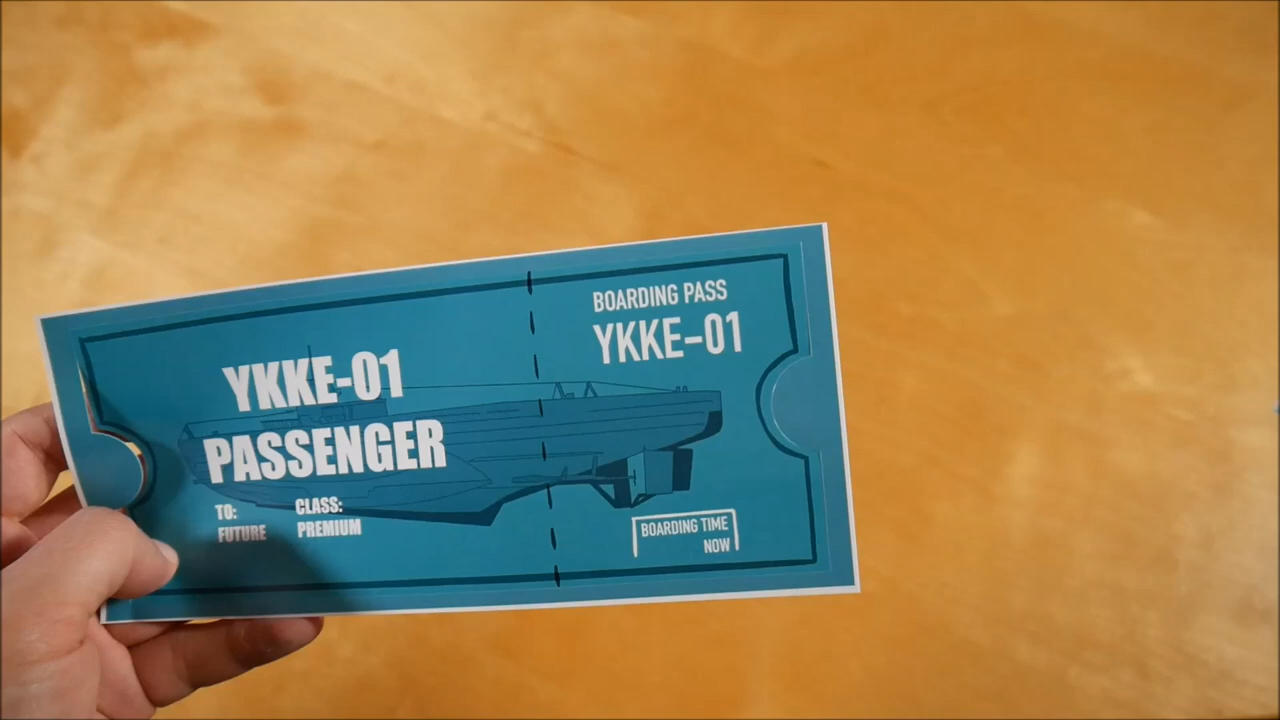 YKKE-01
PASSENGER
TO:
FUTURE
CLASS:
PREMIUM
BOARDING PASS
YKKE-01
BOARDING TIME
NOW